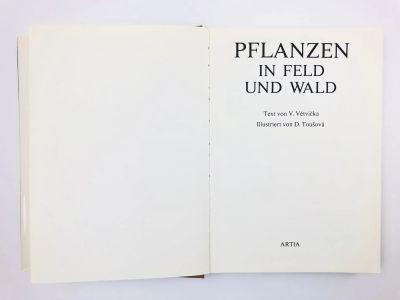 PFLANZEN
IN FELD
UND WALD
Text von V. Větvička
Illustriert von D. Toušová
ARTIA